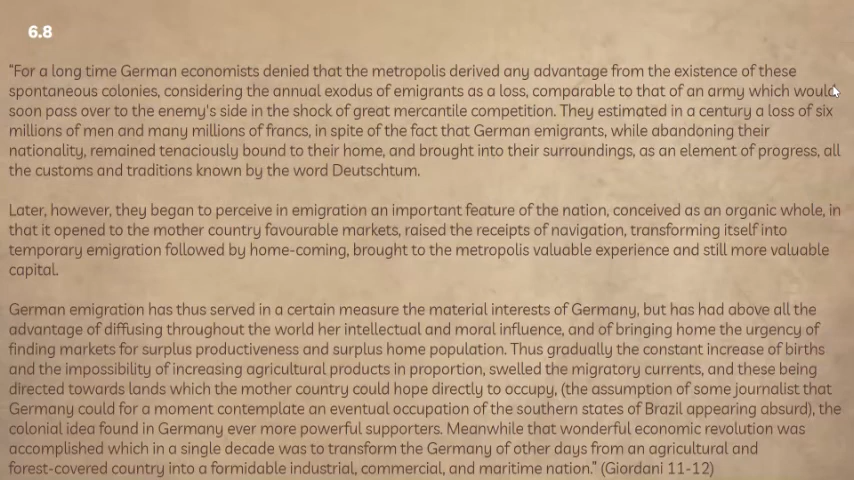 6.8
“For a long time German economists denied that the metropolis derived any advantage from the existence of these
spontaneous colonies, considering the annual exodus of emigrants as a loss, comparable to that of an army which would
soon pass over to the enemy's side in the shock of great mercantile competition. They estimated in a century a loss of six
millions of men and many millions of francs, in spite of the fact that German emigrants, while abandoning their
nationality, remained tenaciously bound to their home, and brought into their surroundings, as an element of progress, all
the customs and traditions known by the word Deutschtum.
Later, however, they began to perceive in emigration an important feature of the nation, conceived as an organic whole, in
that it opened to the mother country favourable markets, raised the receipts of navigation, transforming itself into
temporary emigration followed by home-coming, brought to the metropolis valuable experience and still more valuable
capital.
German emigration has thus served in a certain measure the material interests of Germany, but has had above all the
advantage of diffusing throughout the world her intellectual and moral influence, and of bringing home the urgency of
finding markets for surplus productiveness and surplus home population. Thus gradually the constant increase of births
and the impossibility of increasing agricultural products in proportion, swelled the migratory currents, and these being
directed towards lands which the mother country could hope directly to occupy, (the assumption of some journalist that
Germany could for a moment contemplate an eventual occupation of the southern states of Brazil appearing absurd), the
colonial idea found in Germany ever more powerful supporters. Meanwhile that wonderful economic revolution was
accomplished which in a single decade was to transform the Germany of other days from an agricultural and
forest-covered country into a formidable industrial, commercial, and maritime nation.” (Giordani 11-12)